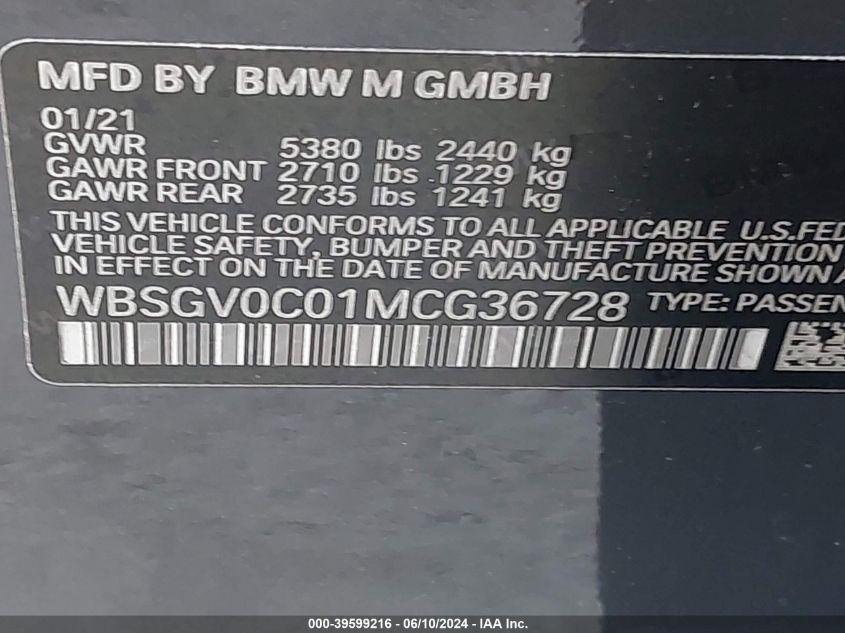 MFD BY BMW M GMBH
01/21
GVWR 5380 lbs 2440 kg
GAWR FRONT 2710 lbs 1229 kg
GAWR REAR 2735 lbs 1241 kg
THIS VEHICLE CONFORMS TO ALL APPLICABLE U.S.FED
VEHICLE SAFETY, BUMPER AND THEFT PREVENTION
IN EFFECT ON THE DATE OF MANUFACTURE SHOWN A
WBSGV0C01MCG36728 TYPE: PASSEN
000-39599216 - 06/10/2024 - IAA Inc.